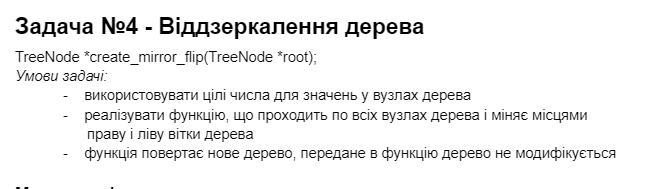 Задача №4 - Віддзеркалення дерева
TreeNode *create_mirror_flip(TreeNode *root);
Умови задачі:
- використовувати цілі числа для значень у вузлах дерева
- реалізувати функцію, що проходить по всіх вузлах дерева і міняє місцями
праву і ліву вітки дерева
- функція повертає нове дерево, передане в функцію дерево не модифікується